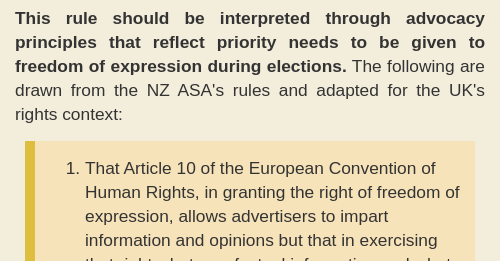 This rule should be interpreted through advocacy
principles that reflect priority needs to be given to
freedom of expression during elections. The following are
drawn from the NZ ASA's rules and adapted for the UK's
rights context:
1. That Article 10 of the European Convention of
Human Rights, in granting the right of freedom of
expression, allows advertisers to impart
information and opinions but that in exercising